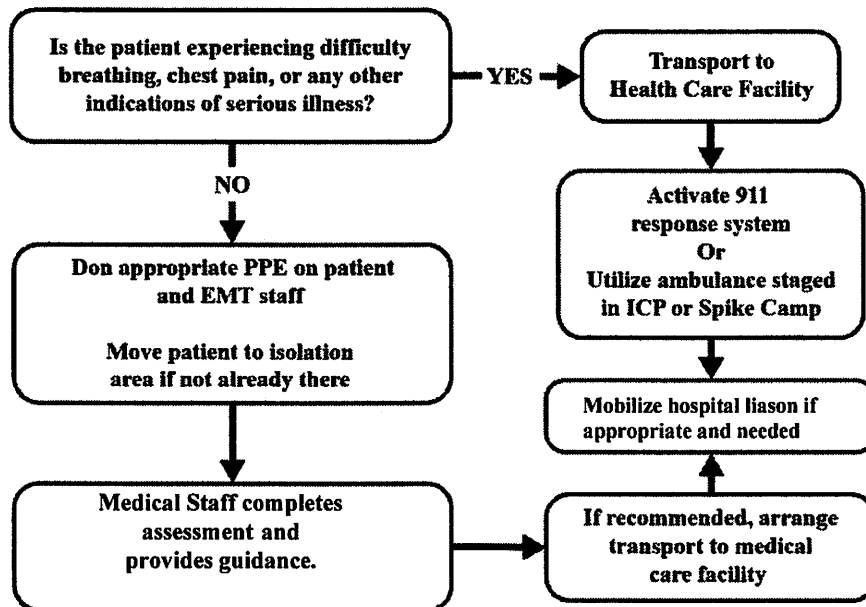 Is the patient experiencing difficulty
breathing, chest pain, or any other
indications of serious illness?
YES
Transport to
Health Care Facility
NO
Activate 911
response system
Or
Utilize ambulance staged
in ICP or Spike Camp
Don appropriate PPE on patient
and EMT staff
Move patient to isolation
area if not already there
Mobilize hospital liason if
appropriate and needed
Medical Staff completes
assessment and
provides guidance.
If recommended, arrange
transport to medical
care facility